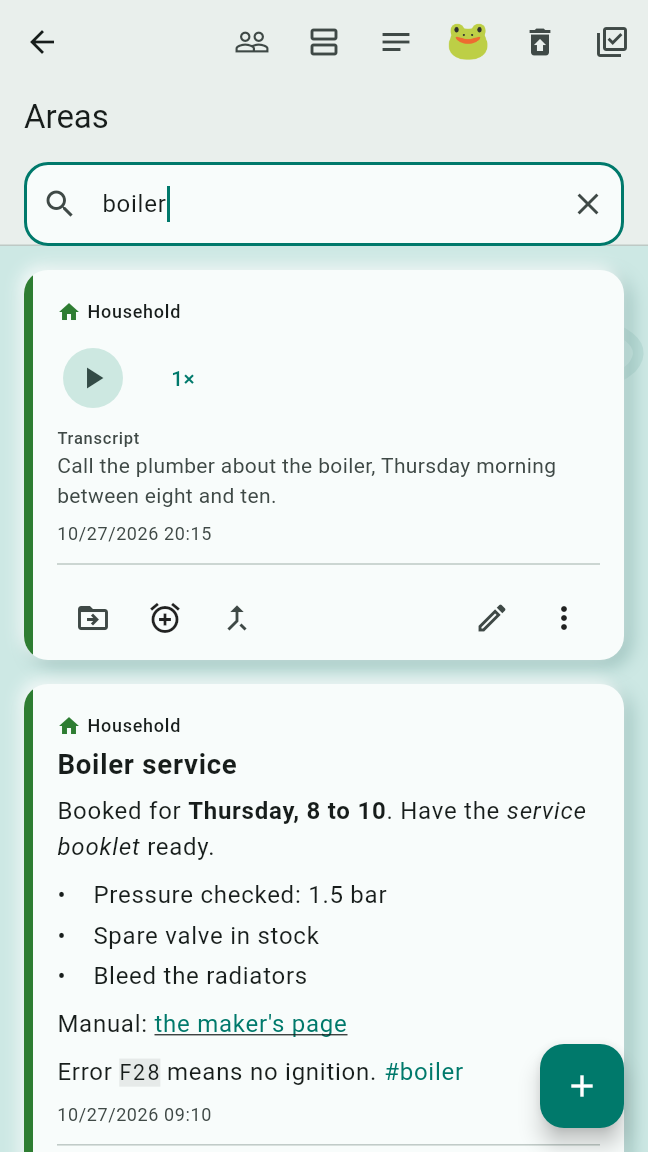 Areas
boiler
Household
1×
Transcript
Call the plumber about the boiler, Thursday morning
between eight and ten.
10/27/2026 20:15
Household
Boiler service
Booked for Thursday, 8 to 10. Have the service
booklet ready.
• Pressure checked: 1.5 bar
• Spare valve in stock
• Bleed the radiators
Manual: the maker's page
Error F28 means no ignition. #boiler
10/27/2026 09:10